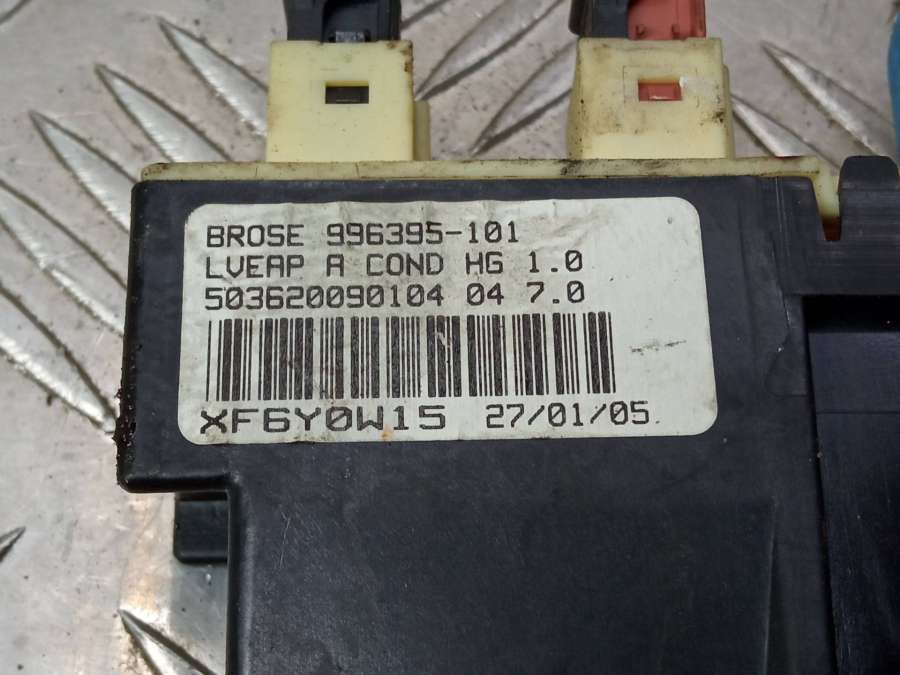 BROSE 996395-101
LVEAP A COND HG 1.0
503620090104 04 7.0
XF6Y0W15 27/01/05